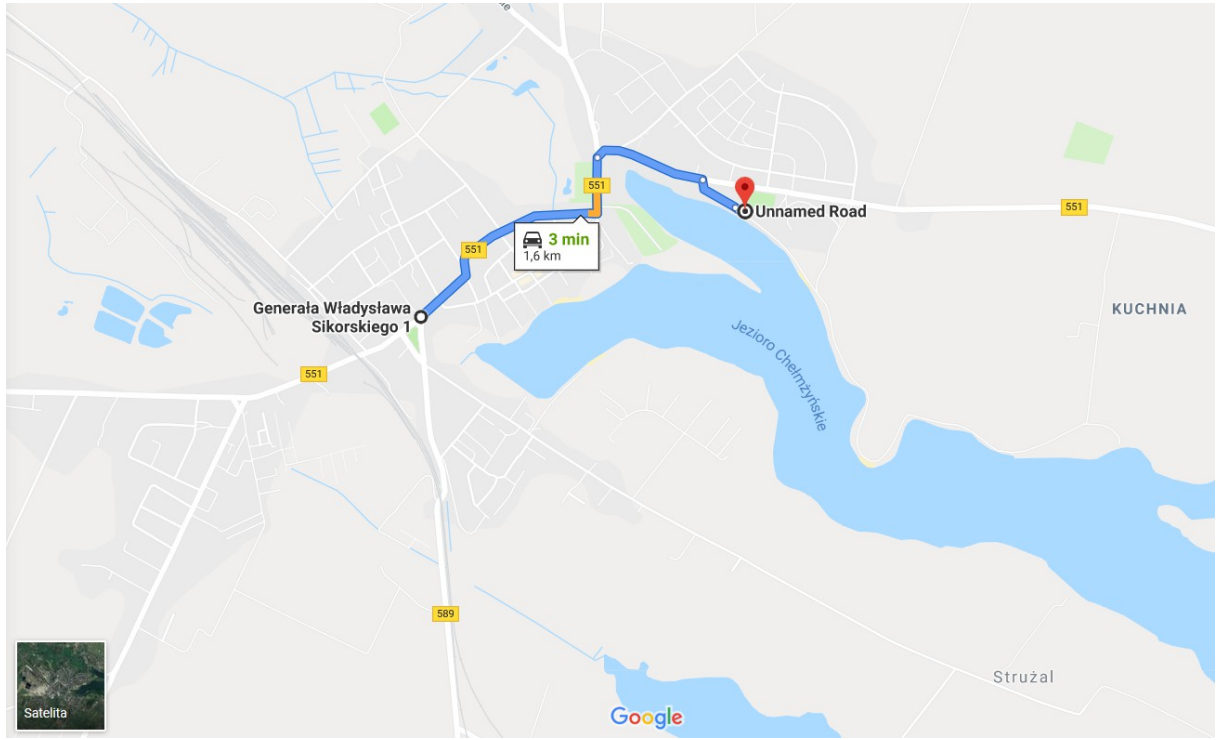 551
Unnamed Road
551
3 min
1,6 km
551
Generała Władysława
Sikorskiego 1
KUCHNIA
Jezioro Chełmżyńskie
551
589
Strużal
Satelita
Google